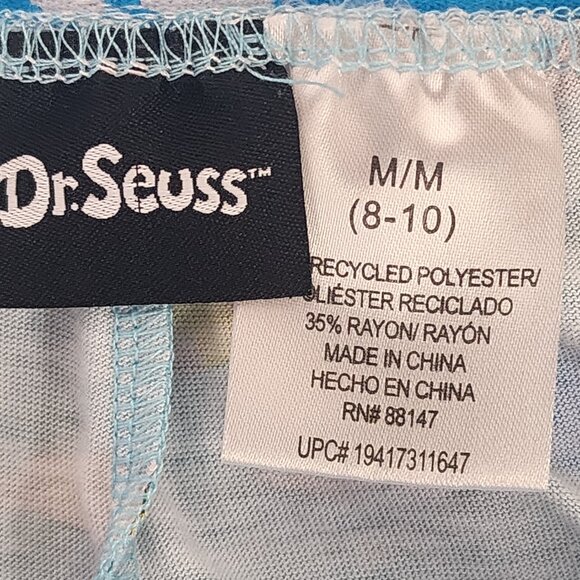 Dr. Seuss™
M/M
(8-10)
RECYCLED POLYESTER/
RECICLADO
35% RAYON/ RAYÓN
MADE IN CHINA
HECHO EN CHINA
RN# 88147
UPC# 19417311647